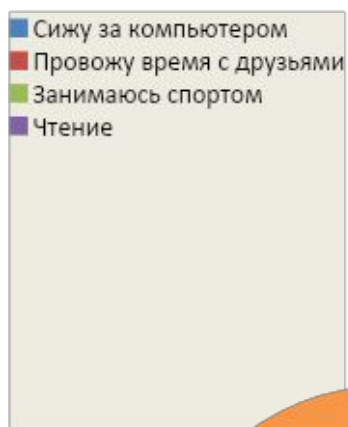 Сижу за компьютером
Провожу время с друзьями
Занимаюсь спортом
Чтение